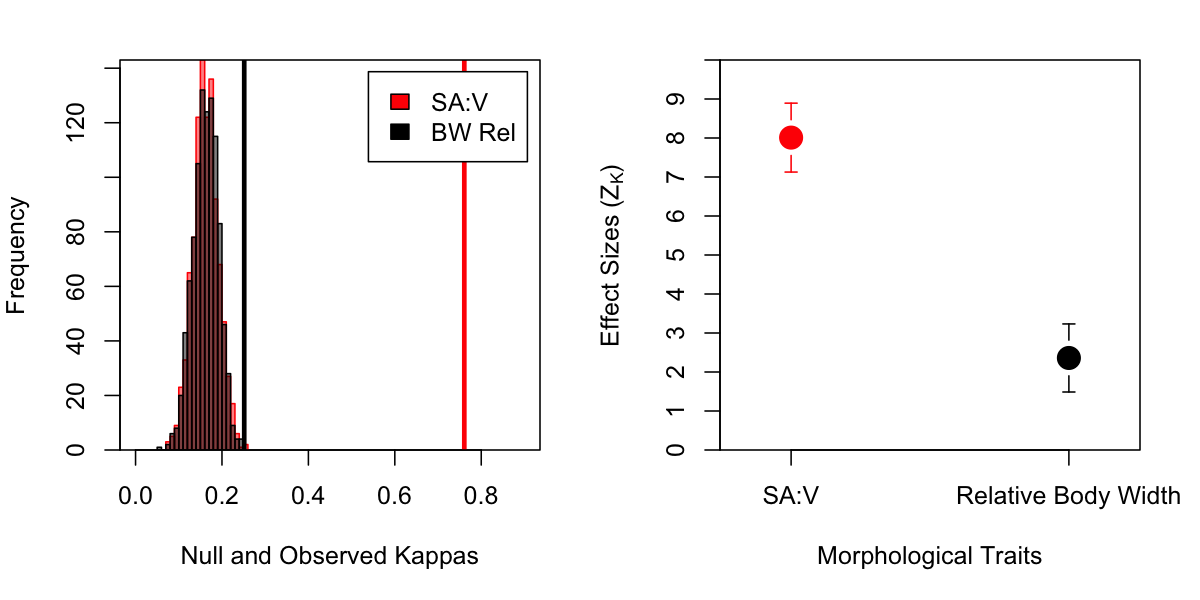 Frequency
0
20
40
60
80
120
SA:V
BW Rel
0.0 0.2 0.4 0.6 0.8
Null and Observed Kappas
Effect Sizes (ZK)
0
1
2
3
4
5
6
7
8
9
SA:V Relative Body Width
Morphological Traits